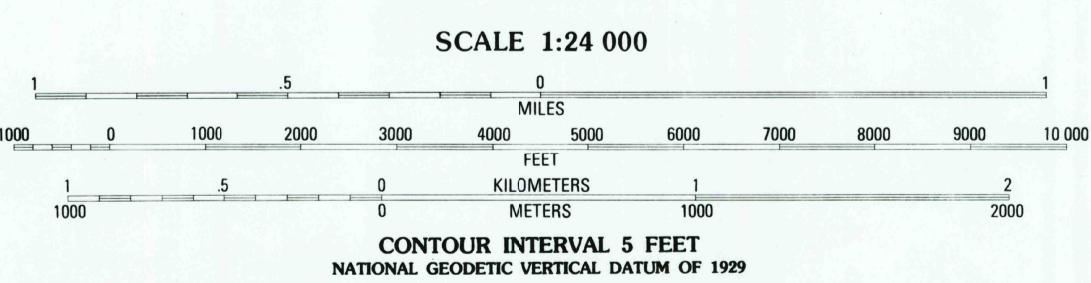 SCALE 1:24 000
1 .5 0 1
MILES
1000 0 1000 2000 3000 4000 5000 6000 7000 8000 9000 10 000
FEET
1 .5 0 KILOMETERS 1 2
1000 0 METERS 1000 2000
CONTOUR INTERVAL 5 FEET
NATIONAL GEODETIC VERTICAL DATUM OF 1929